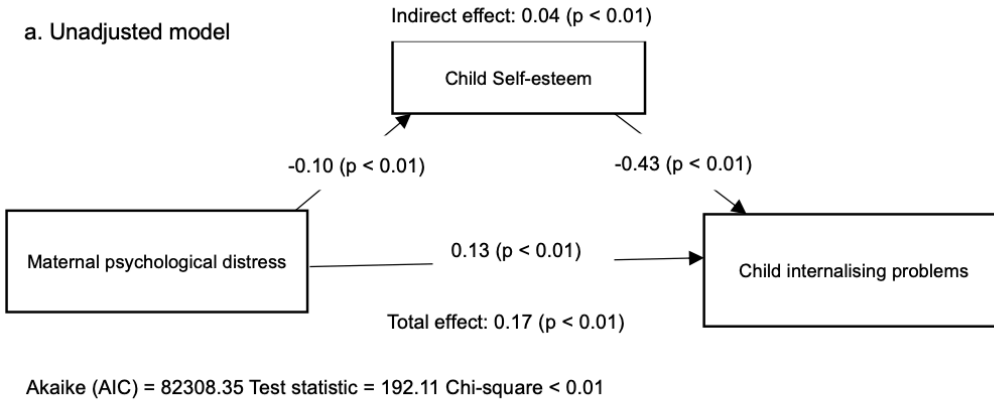 Indirect effect: 0.04 (p < 0.01)
a. Unadjusted model
Child Self-esteem
-0.10 (p < 0.01)
-0.43 (p < 0.01)
Maternal psychological distress
0.13 (p < 0.01)
Child internalising problems
Total effect: 0.17 (p < 0.01)
Akaike (AIC) = 82308.35 Test statistic = 192.11 Chi-square < 0.01